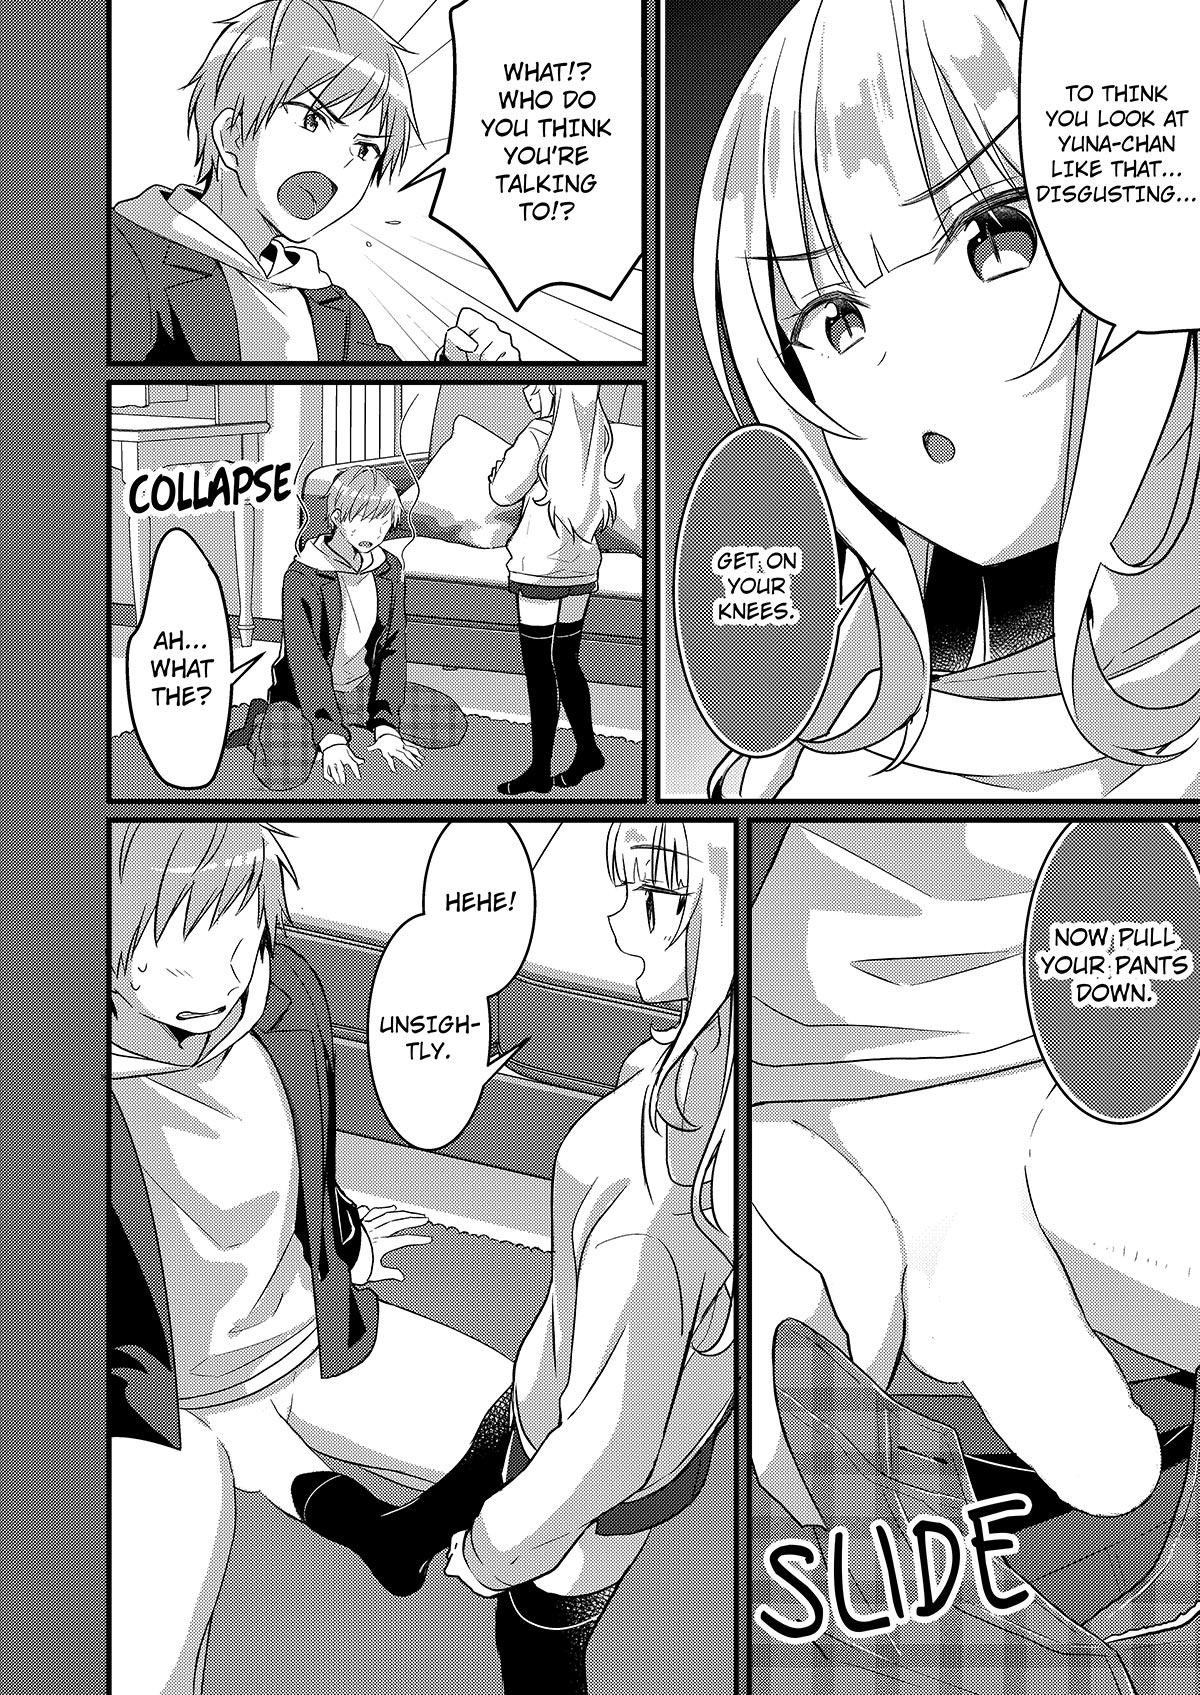 TO THINK
YOU LOOK AT
YUNA-CHAN
LIKE THAT...
DISGUSTING...
GET ON
YOUR
KNEES.
WHAT!?
WHO DO
YOU THINK
YOU'RE
TALKING
TO!?
COLLAPSE
AH...
WHAT
THE?
NOW PULL
YOUR PANTS
DOWN.
SLIDE
HEHE!
UNSIGH-
TLY.